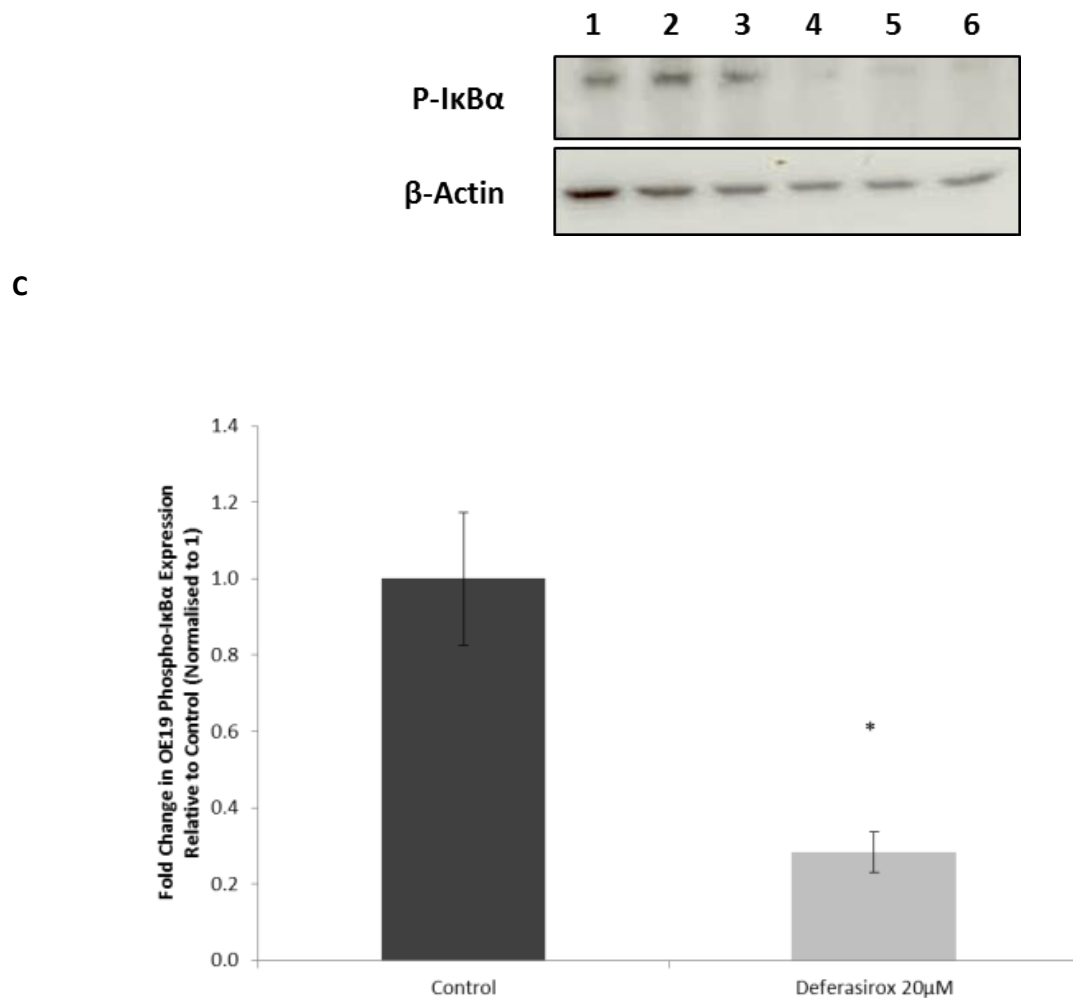 1 2 3 4 5 6
P-IκBα
β-Actin
C
1.4
1.2
1.0
0.8
0.6
0.4
0.2
0.0
Fold Change in OE19 Phospho-IκBα Expression
Relative to Control (Normalised to 1)
*
Control Deferasirox 20μM